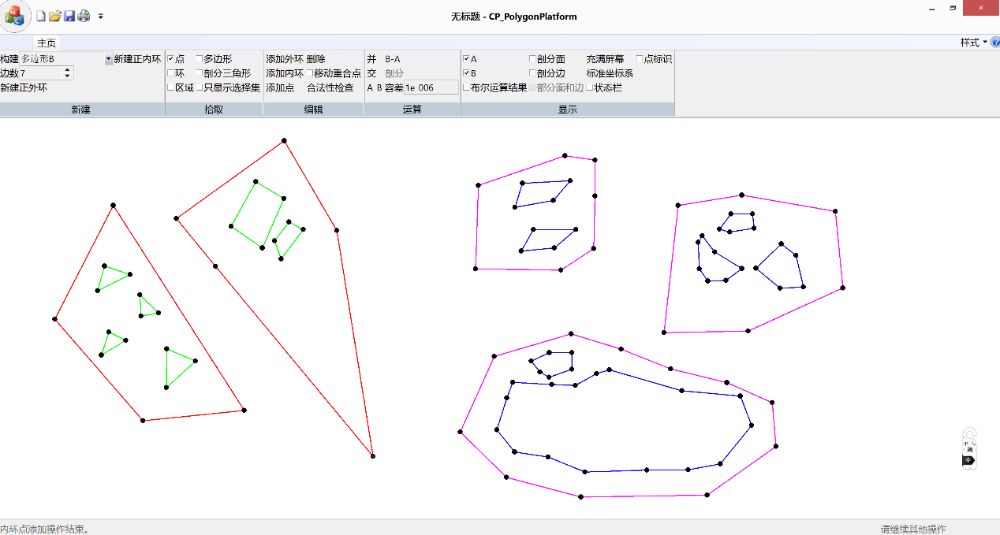 无标题 - CP_PolygonPlatform
主页
样式
构建 多边形B 新建正内环
边数 7
新建正外环
新建
点 多边形
环 剖分三角形
区域 只显示选择集
拾取
添加外环 删除
添加内环 移动重合点
添加点 合法性检查
编辑
并 B-A
交 剖分
A B 容差 1e 006
运算
A 剖分面 充满屏幕 点标识
B 剖分边 标准坐标系
布尔运算结果 剖分面和边 状态栏
显示
简
中
内环点添加操作结束。
请继续其他操作